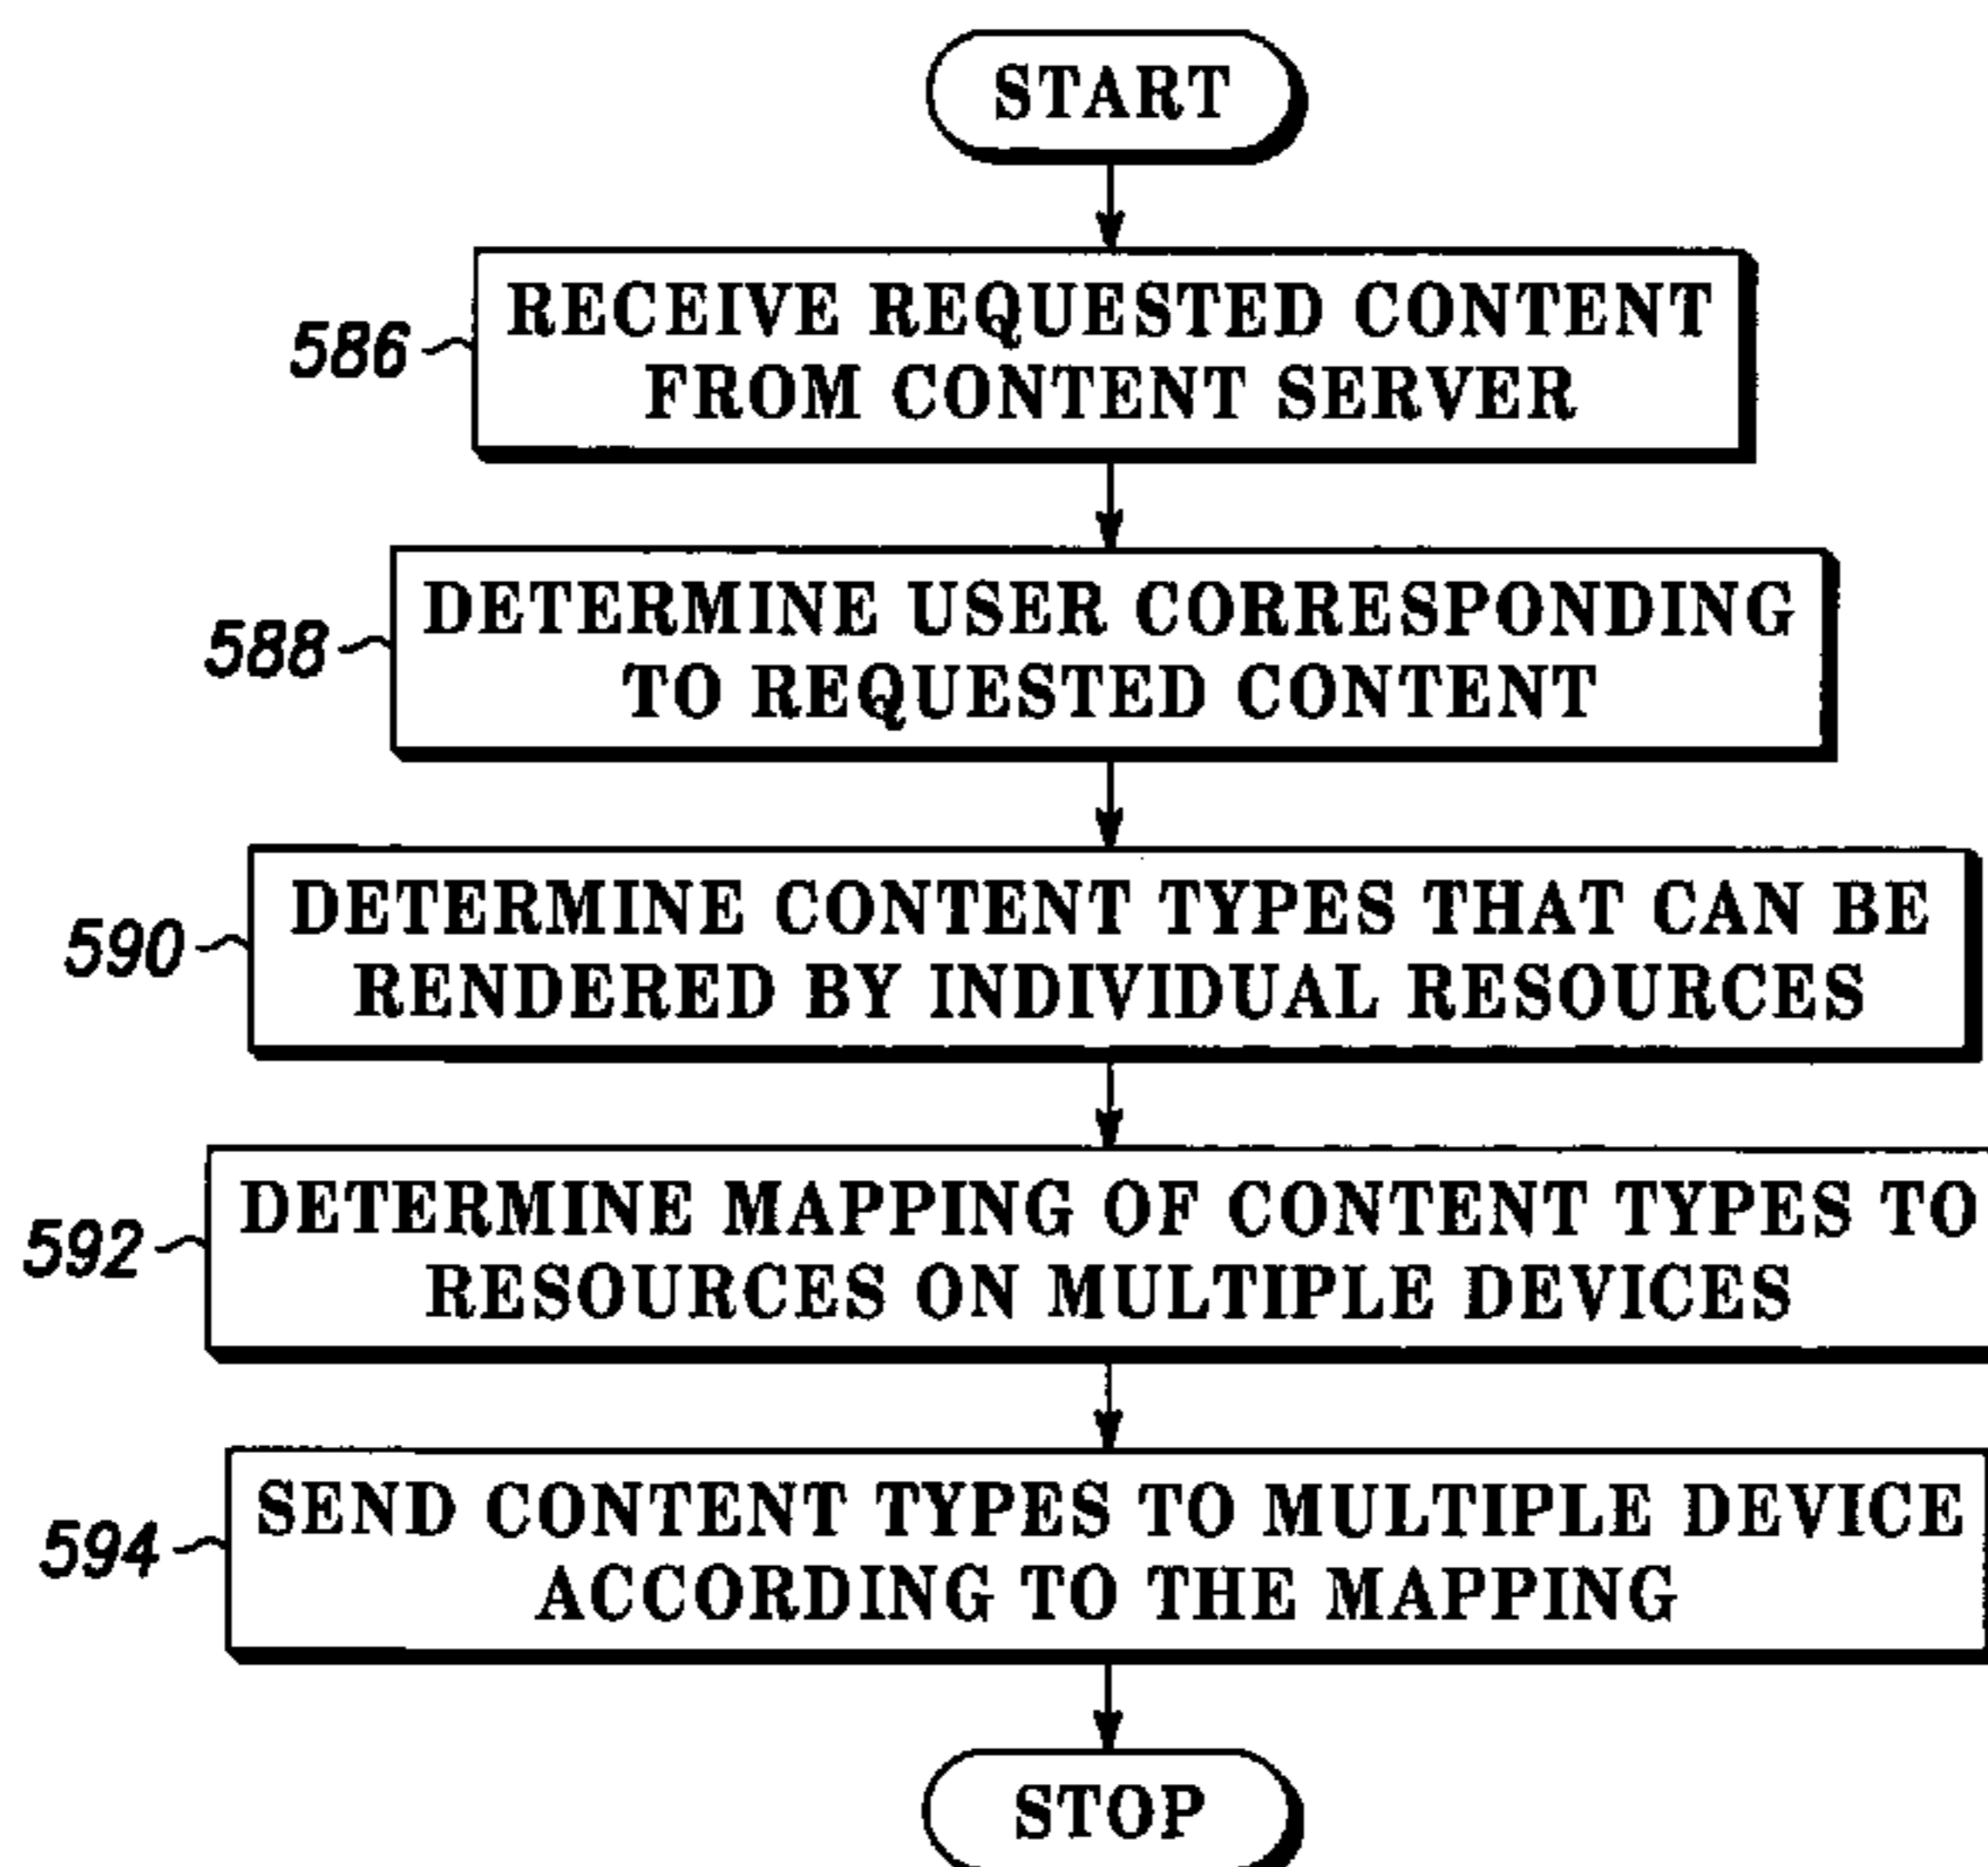 START
586
RECEIVE REQUESTED CONTENT
FROM CONTENT SERVER
588
DETERMINE USER CORRESPONDING
TO REQUESTED CONTENT
590
DETERMINE CONTENT TYPES THAT CAN BE
RENDERED BY INDIVIDUAL RESOURCES
592
DETERMINE MAPPING OF CONTENT TYPES TO
RESOURCES ON MULTIPLE DEVICES
594
SEND CONTENT TYPES TO MULTIPLE DEVICE
ACCORDING TO THE MAPPING
STOP